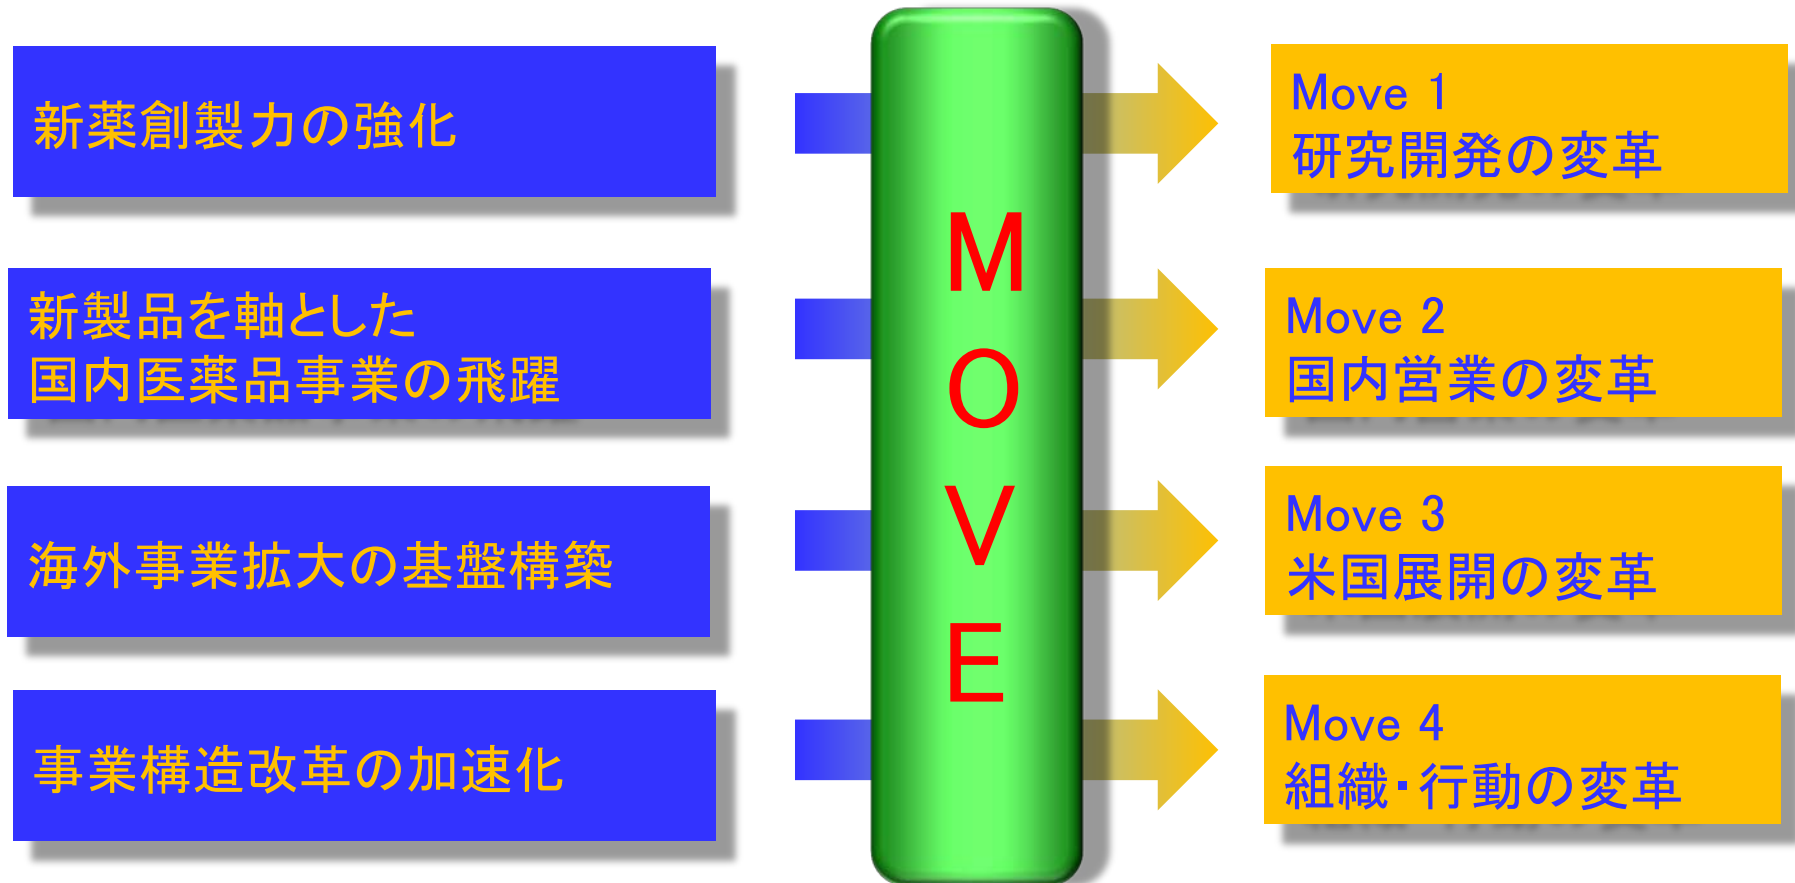 新薬創製力の強化
新製品を軸とした
国内医薬品事業の飛躍
海外事業拡大の基盤構築
事業構造改革の加速化
M
O
V
E
Move 1
研究開発の変革
Move 2
国内営業の変革
Move 3
米国展開の変革
Move 4
組織・行動の変革